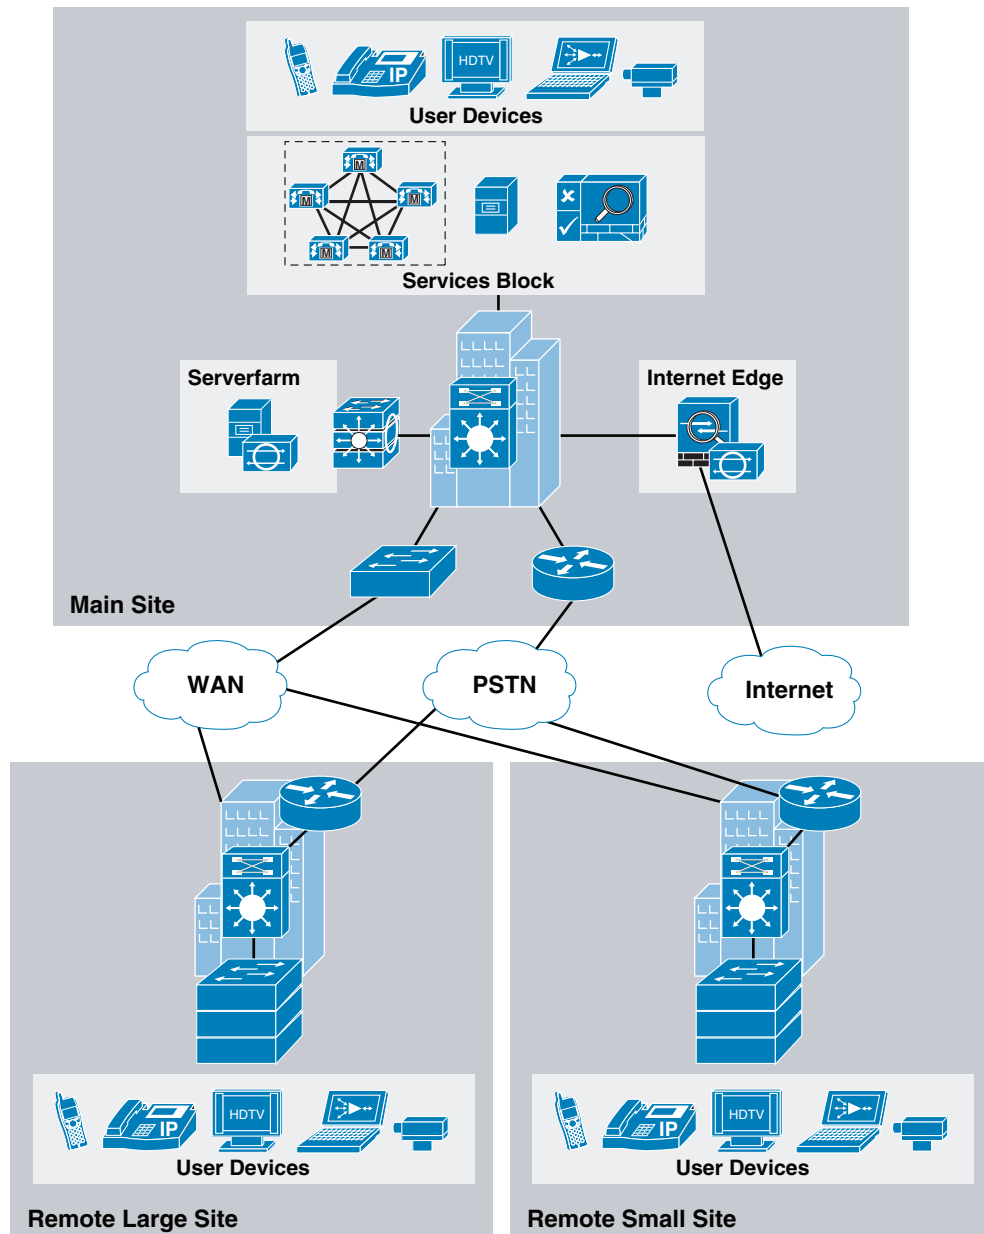 IP
HDTV
User Devices
M
M
M
M
M
Services Block
Serverfarm
Internet Edge
Main Site
WAN
PSTN
Internet
IP
HDTV
User Devices
Remote Large Site
IP
HDTV
User Devices
Remote Small Site